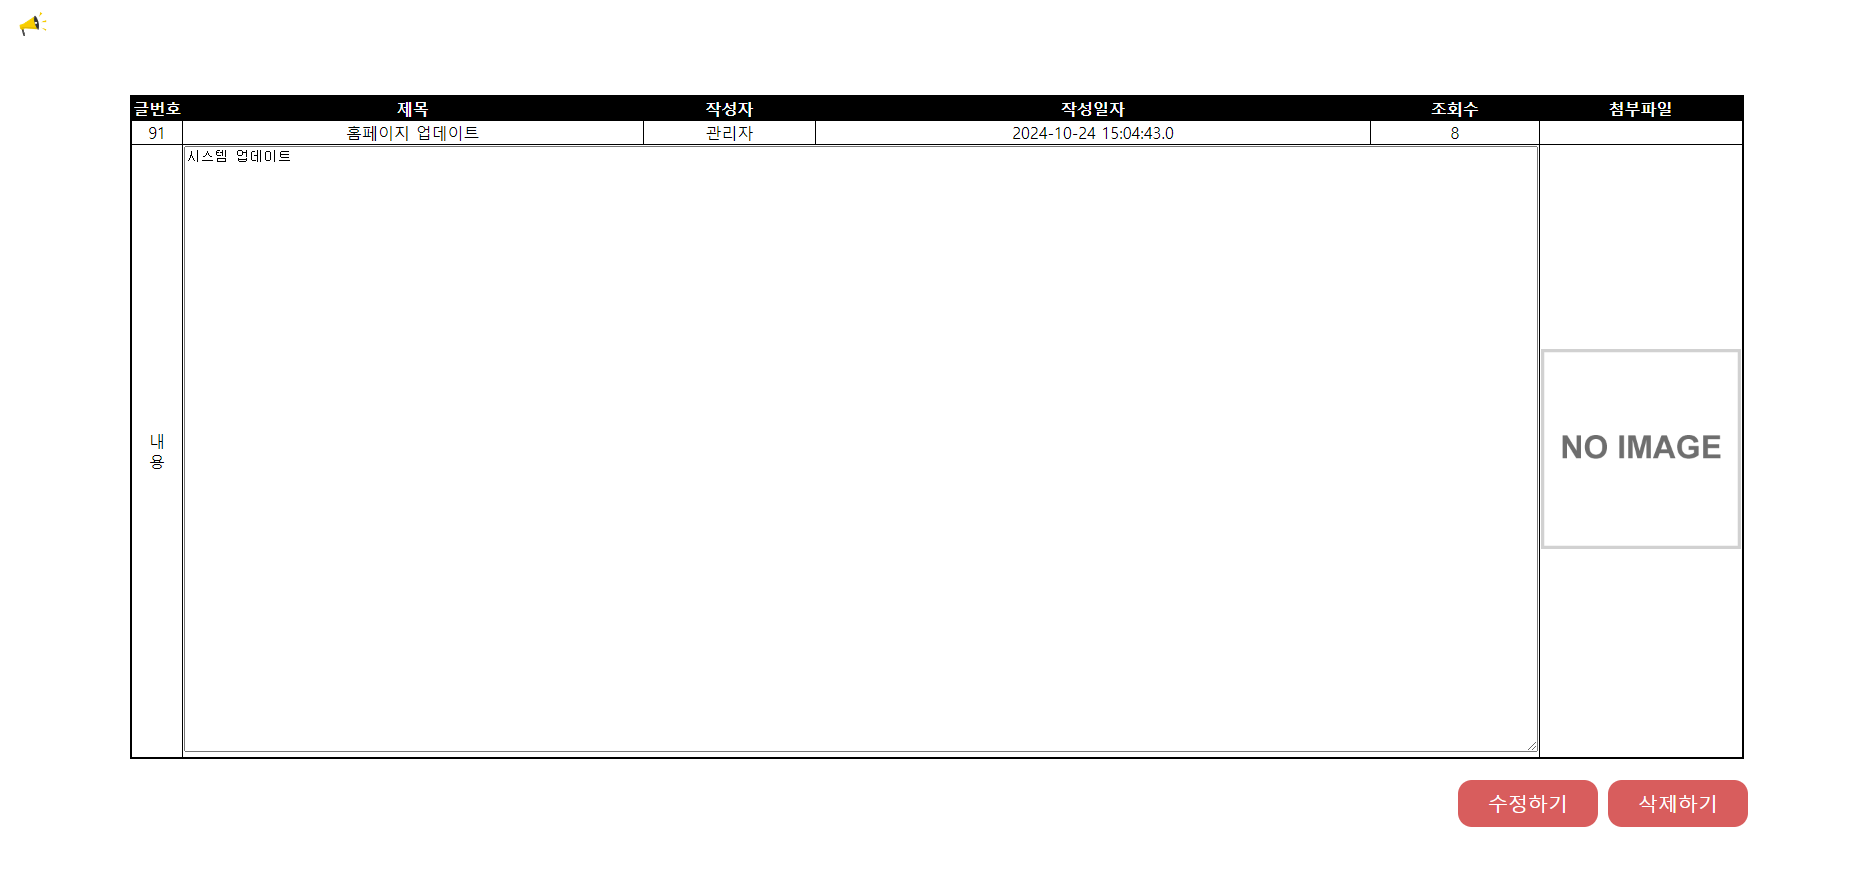 글번호 제목 작성자 작성일자 조회수 첨부파일
91 홈페이지 업데이트 관리자 2024-10-24 15:04:43.0 8
시스템 업데이트
내
용
NO IMAGE
수정하기 삭제하기